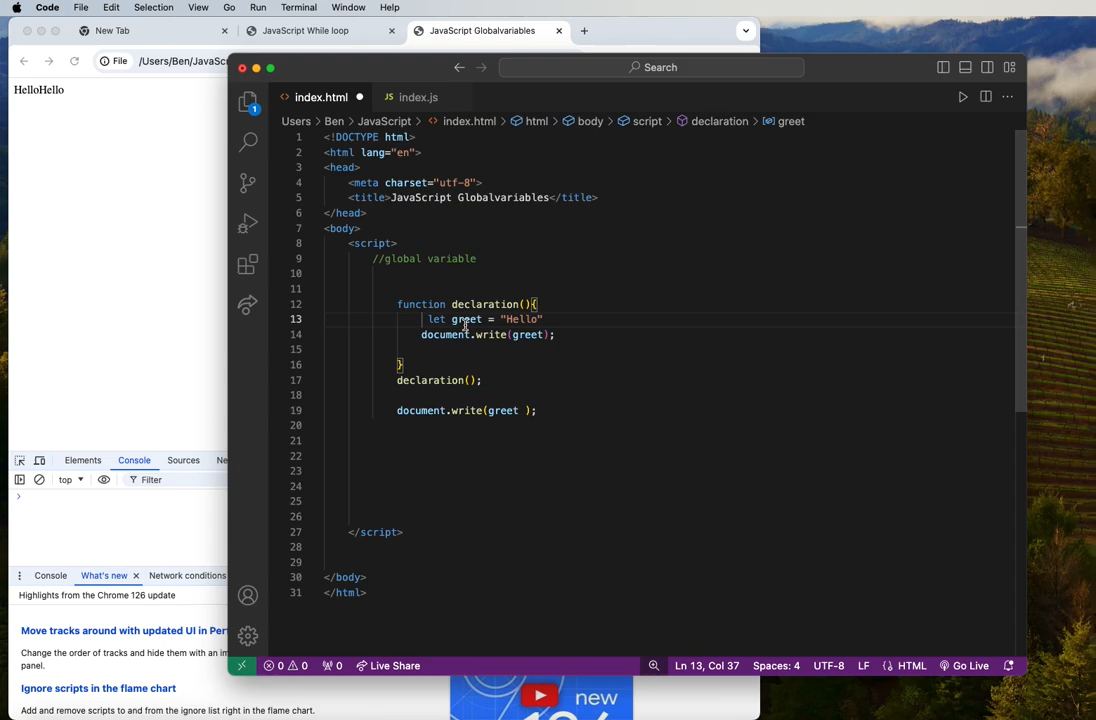 Code File Edit Selection View Go Run Terminal Window Help
New Tab JavaScript While loop JavaScript Globalvariables
File /Users/Ben/JavaScr
HelloHello
Search
index.html JS index.js
Users > Ben > JavaScript > index.html > html > body > script > declaration > greet
1 <!DOCTYPE html>
2 <html lang="en">
3 <head>
4 <meta charset="utf-8">
5 <title>JavaScript Globalvariables</title>
6 </head>
7 <body>
8 <script>
9 //global variable
10
11
12 function declaration(){
13 let greet = "Hello"
14 document.write(greet);
15
16 }
17 declaration();
18
19 document.write(greet );
20
21
22
23
24
25
26
27 </script>
28
29
30 </body>
31 </html>
1
Elements Console Sources Ne
top Filter
Console What's new Network conditions
Highlights from the Chrome 126 update
Move tracks around with updated UI in Per
Change the order of tracks and hide them with an im
panel.
Ignore scripts in the flame chart
Add and remove scripts to and from the ignore list right in the flame chart.
new
0 0 0 Live Share Ln 13, Col 37 Spaces: 4 UTF-8 LF HTML Go Live